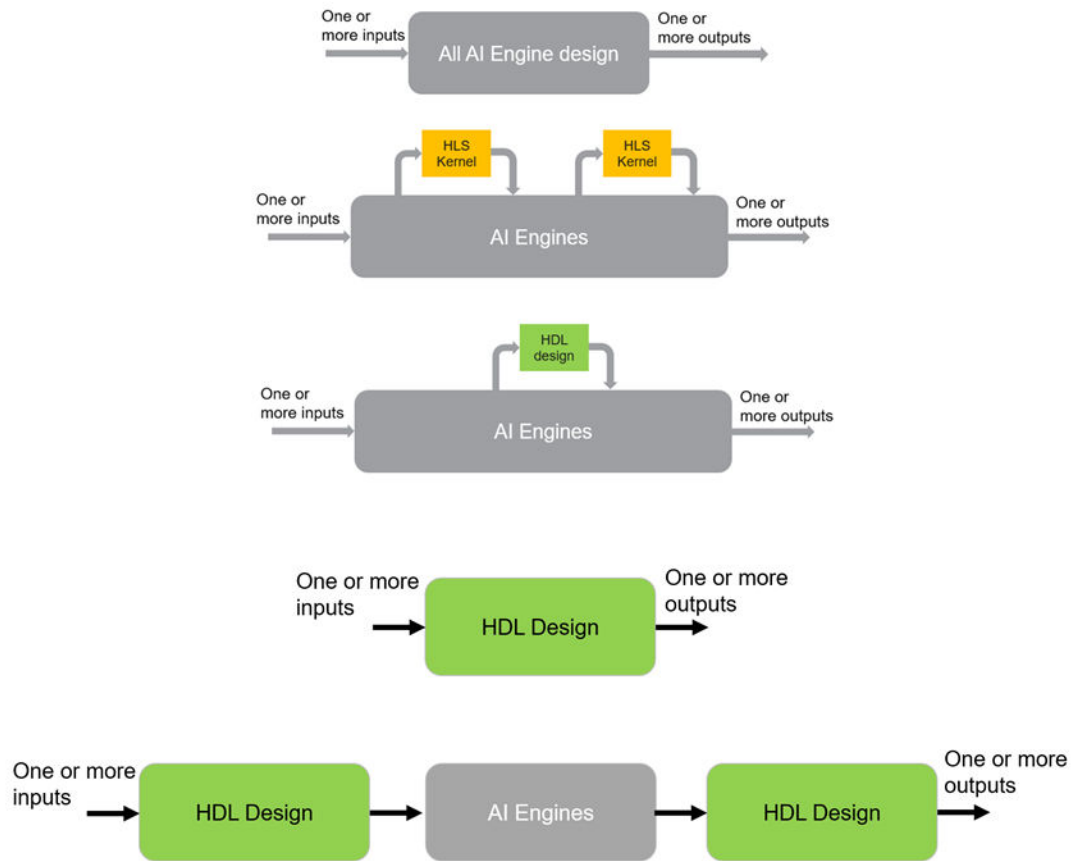 One or
more inputs
All AI Engine design
One or
more outputs
HLS
Kernel
HLS
Kernel
One or
more inputs
AI Engines
One or
more outputs
HDL
design
One or
more inputs
AI Engines
One or
more outputs
One or more
inputs
HDL Design
One or more
outputs
One or more
inputs
HDL Design
AI Engines
HDL Design
One or more
outputs